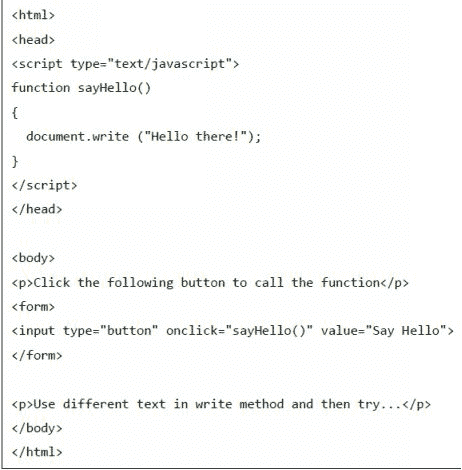 <html>
<head>
<script type="text/javascript">
function sayHello()
{
  document.write ("Hello there!");
}
</script>
</head>

<body>
<p>Click the following button to call the function</p>
<form>
<input type="button" onclick="sayHello()" value="Say Hello">
</form>

<p>Use different text in write method and then try...</p>
</body>
</html>